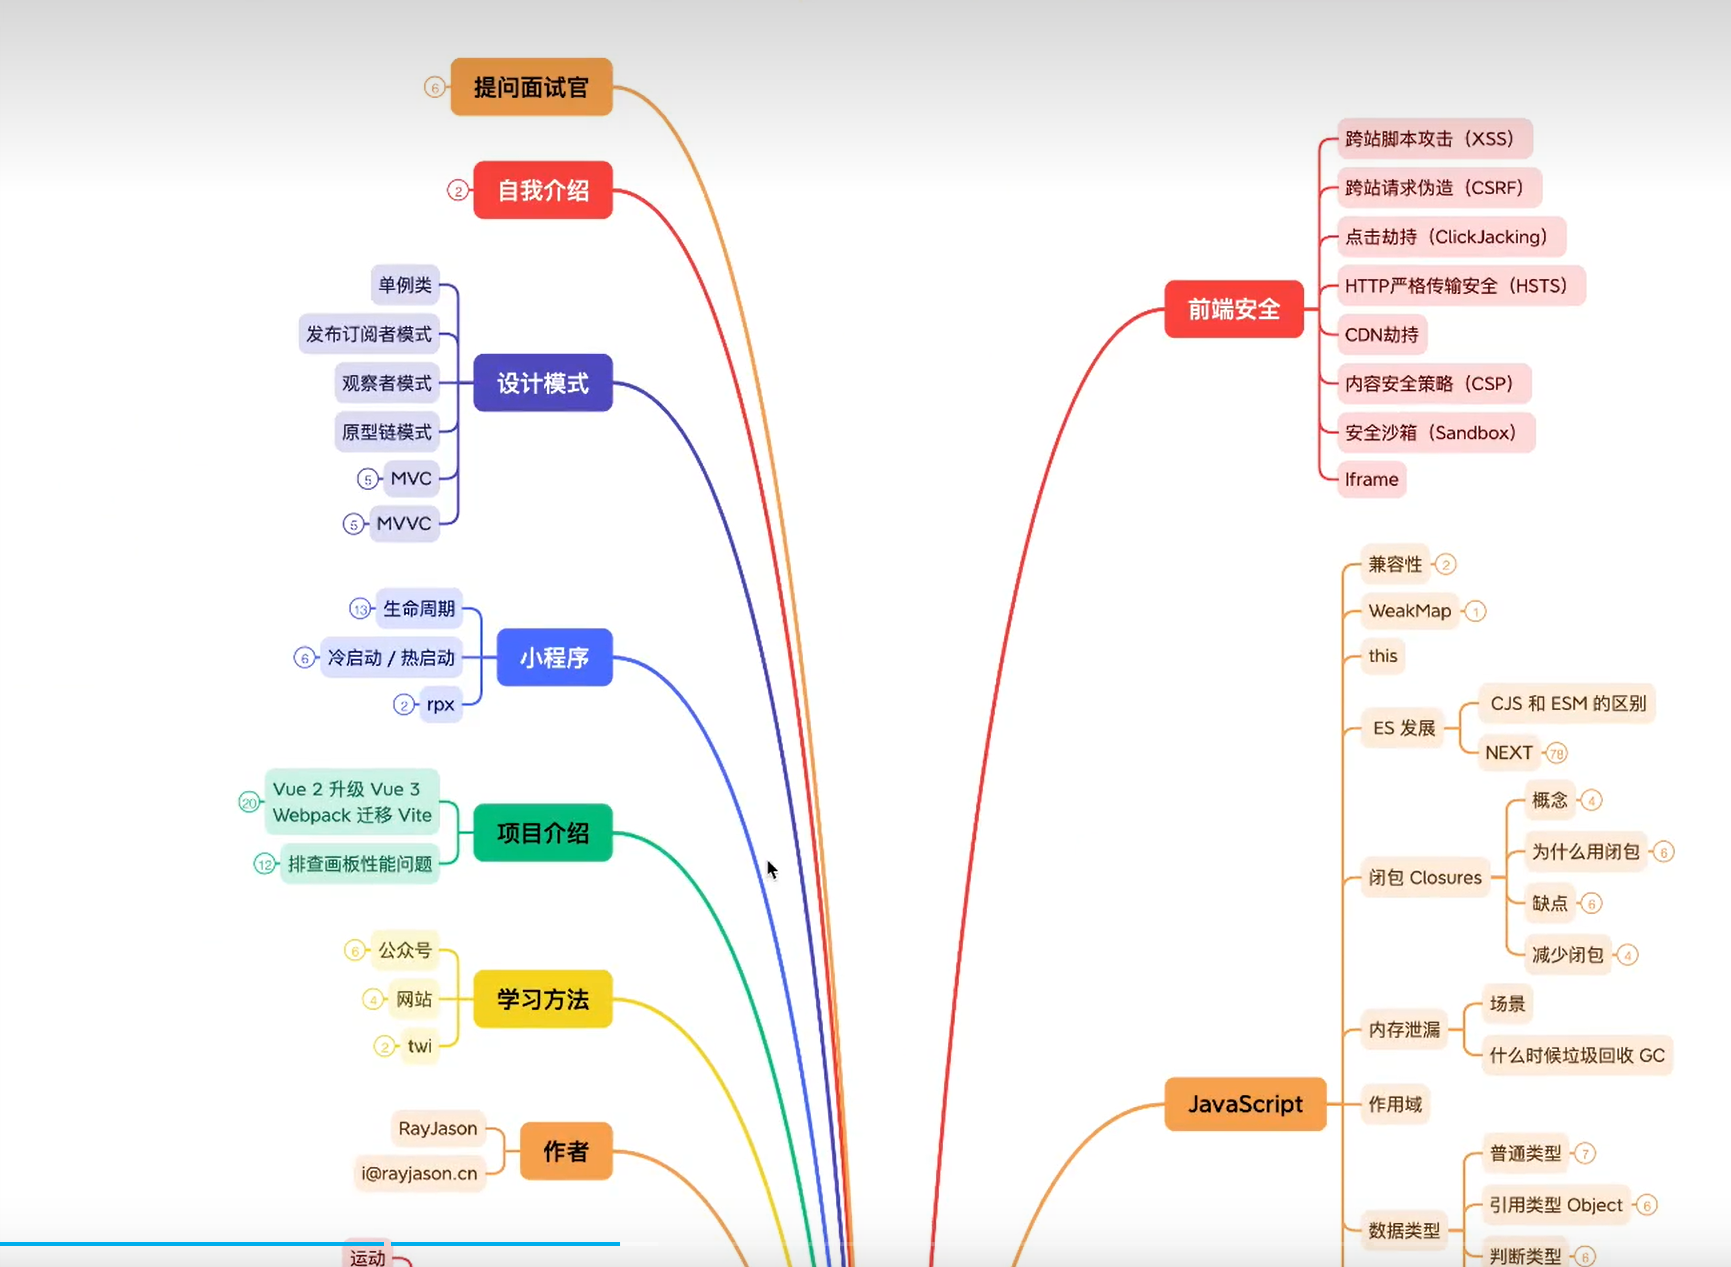 提问面试官
6
自我介绍
2
设计模式
单例类
发布订阅者模式
观察者模式
原型链模式
MVC
5
MVVC
5
小程序
生命周期
13
冷启动 / 热启动
6
rpx
2
项目介绍
Vue 2 升级 Vue 3
Webpack 迁移 Vite
20
排查画板性能问题
12
学习方法
公众号
6
网站
4
twi
2
作者
RayJason
i@rayjason.cn
运动
前端安全
跨站脚本攻击（XSS）
跨站请求伪造（CSRF）
点击劫持（ClickJacking）
HTTP严格传输安全（HSTS）
CDN劫持
内容安全策略（CSP）
安全沙箱（Sandbox）
Iframe
JavaScript
兼容性
2
WeakMap
1
this
ES 发展
CJS 和 ESM 的区别
NEXT
78
闭包 Closures
概念
4
为什么用闭包
6
缺点
6
减少闭包
4
内存泄漏
场景
什么时候垃圾回收 GC
作用域
数据类型
普通类型
7
引用类型 Object
6
判断类型
6